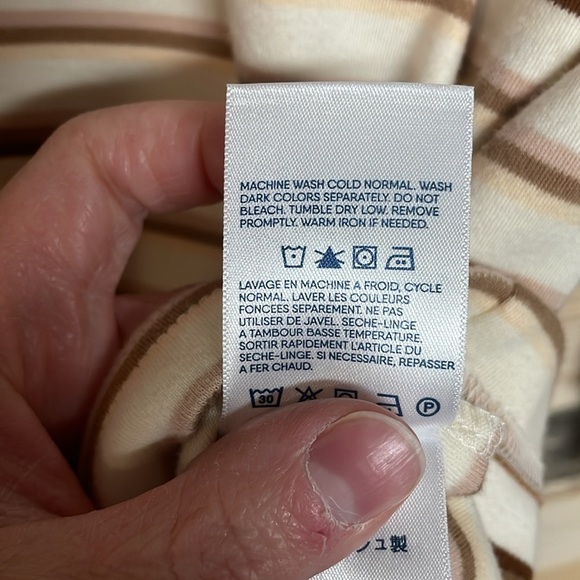 MACHINE WASH COLD NORMAL. WASH
DARK COLORS SEPARATELY. DO NOT
BLEACH. TUMBLE DRY LOW. REMOVE
PROMPTLY. WARM IRON IF NEEDED.
LAVAGE EN MACHINE A FROID, CYCLE
NORMAL. LAVER LES COULEURS
FONCEES SEPAREMENT. NE PAS
UTILISER DE JAVEL. SECHE-LINGE
A TAMBOUR BASSE TEMPERATURE.
SORTIR RAPIDEMENT L'ARTICLE DU
SECHE-LINGE. SI NECESSAIRE, REPASSER
A FER CHAUD.
30 P
シュ製